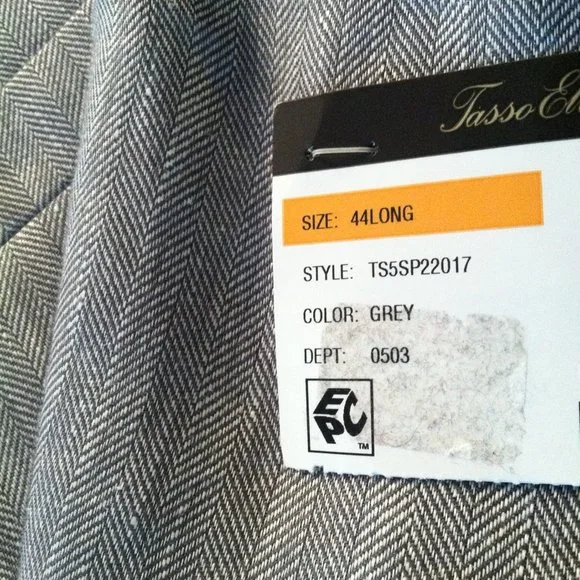 Tasso El
SIZE: 44LONG
STYLE: TS5SP22017
COLOR: GREY
DEPT: 0503
EPC
TM